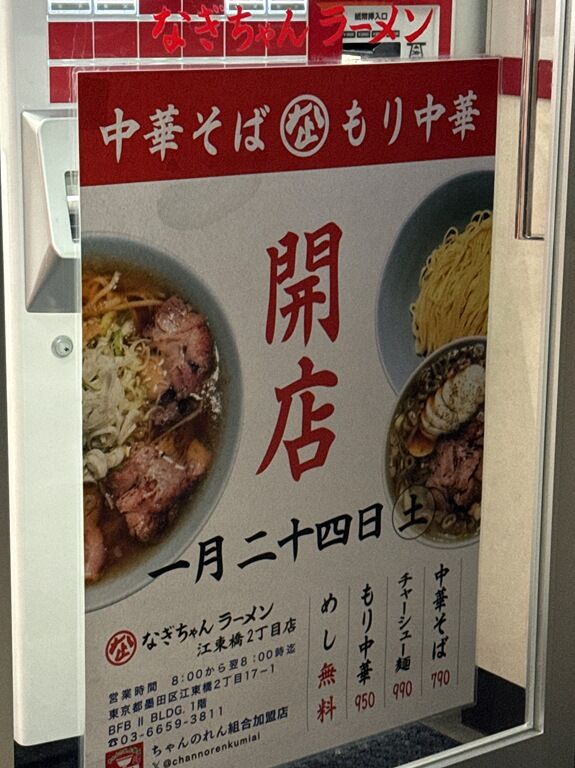 なぎちゃんラーメン
紙幣挿入口
中華そば な もり中華
開店
一月二十四日 土
中華そば 790
チャーシュー麺 990
もり中華 950
めし無料
な なぎちゃん ラーメン
江東橋2丁目店
営業時間 8:00から翌8:00時迄
東京都墨田区江東橋2丁目17−1
BFB II BLDG. 1階
☎03-6659-3811
ちゃんのれん組合加盟店
X @channorenkumiai